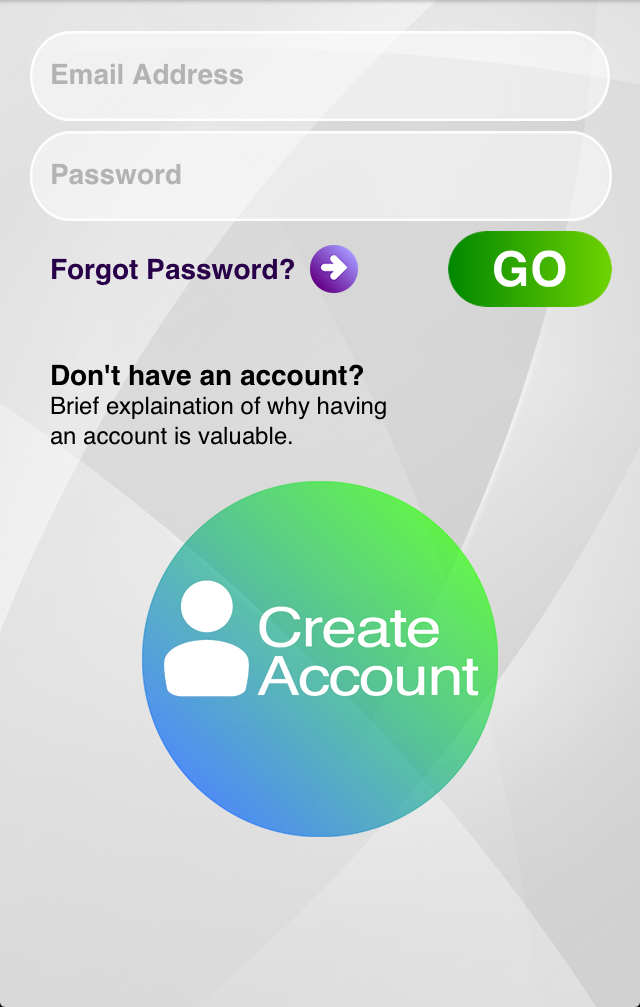 Email Address
Password
Forgot Password?
GO
Don't have an account?
Brief explaination of why having
an account is valuable.
Create
Account